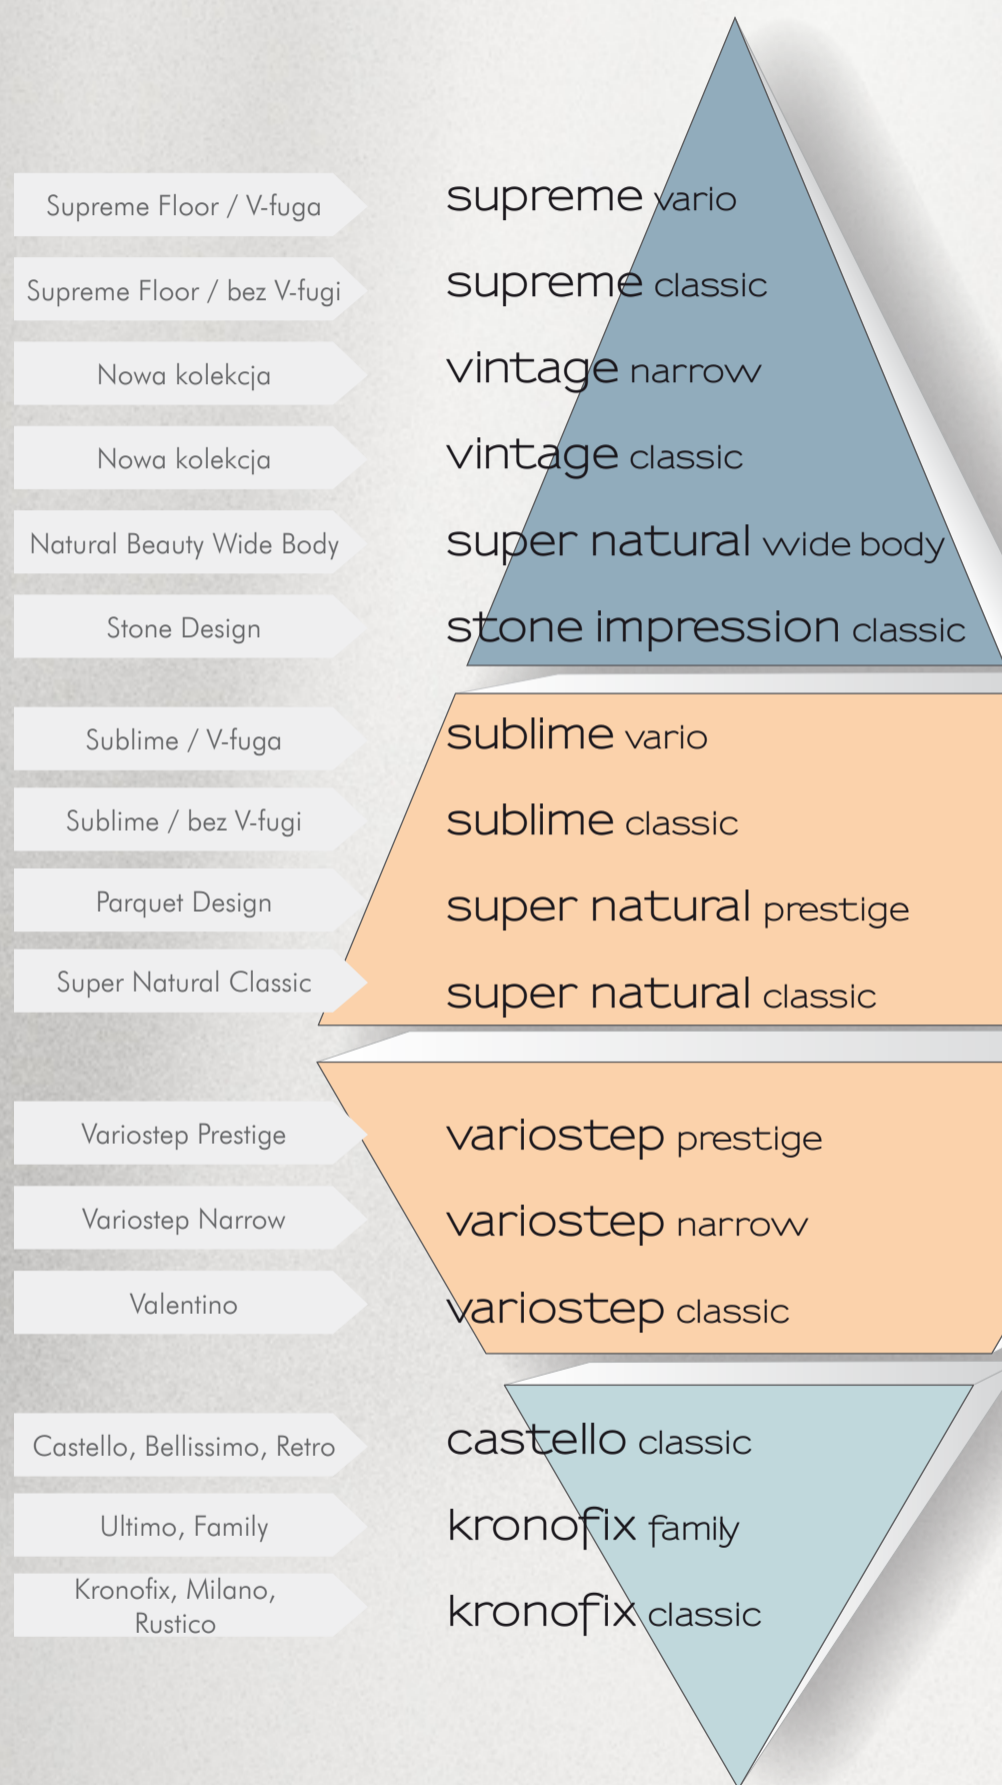 Supreme Floor / V-fuga
supreme vario
Supreme Floor / bez V-fugi
supreme classic
Nowa kolekcja
vintage narrow
Nowa kolekcja
vintage classic
Natural Beauty Wide Body
super natural wide body
Stone Design
stone impression classic
Sublime / V-fuga
sublime vario
Sublime / bez V-fugi
sublime classic
Parquet Design
super natural prestige
Super Natural Classic
super natural classic
Variostep Prestige
variostep prestige
Variostep Narrow
variostep narrow
Valentino
variostep classic
Castello, Bellissimo, Retro
castello classic
Ultimo, Family
kronofix family
Kronofix, Milano,
Rustico
kronofix classic